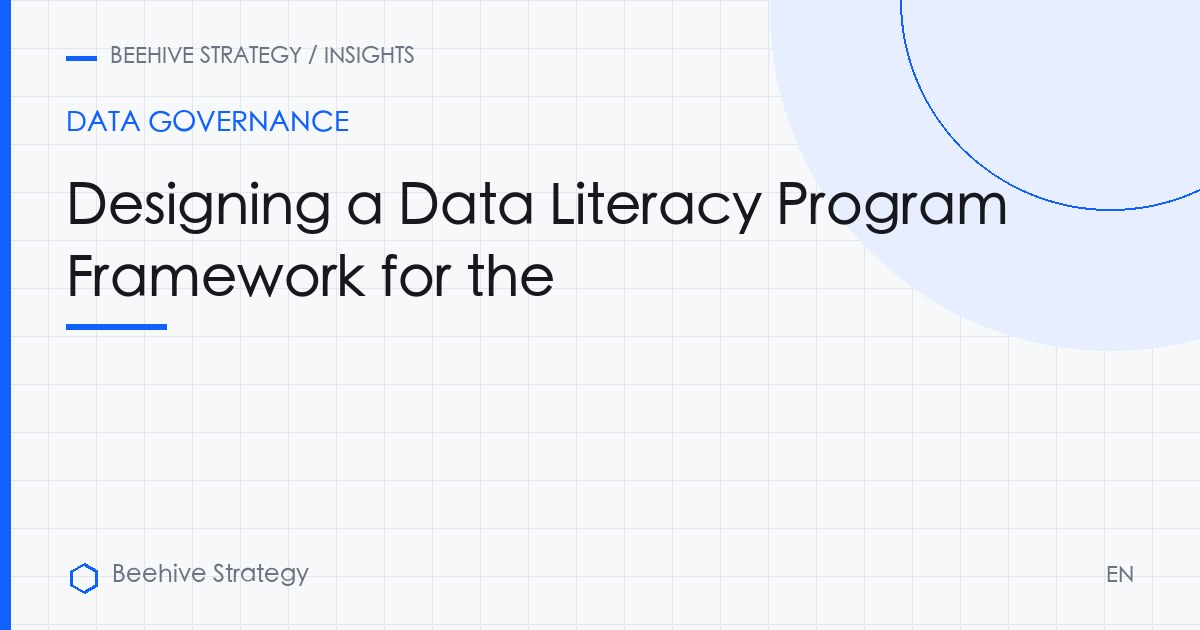 BEEHIVE STRATEGY / INSIGHTS
DATA GOVERNANCE
Designing a Data Literacy Program
Framework for the
Beehive Strategy
EN